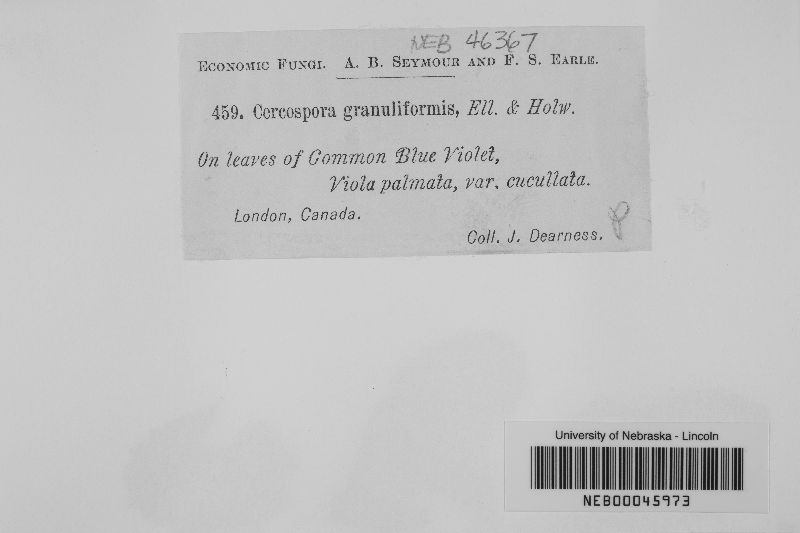 NEB 46367
ECONOMIC FUNGI. A. B. SEYMOUR AND F. S. EARLE.
459. Cercospora granuliformis, Ell. & Holw.
On leaves of Common Blue Violet,
Viola palmata, var. cucullata.
London, Canada.
Coll. J. Dearness.
University of Nebraska - Lincoln
NEB00045973